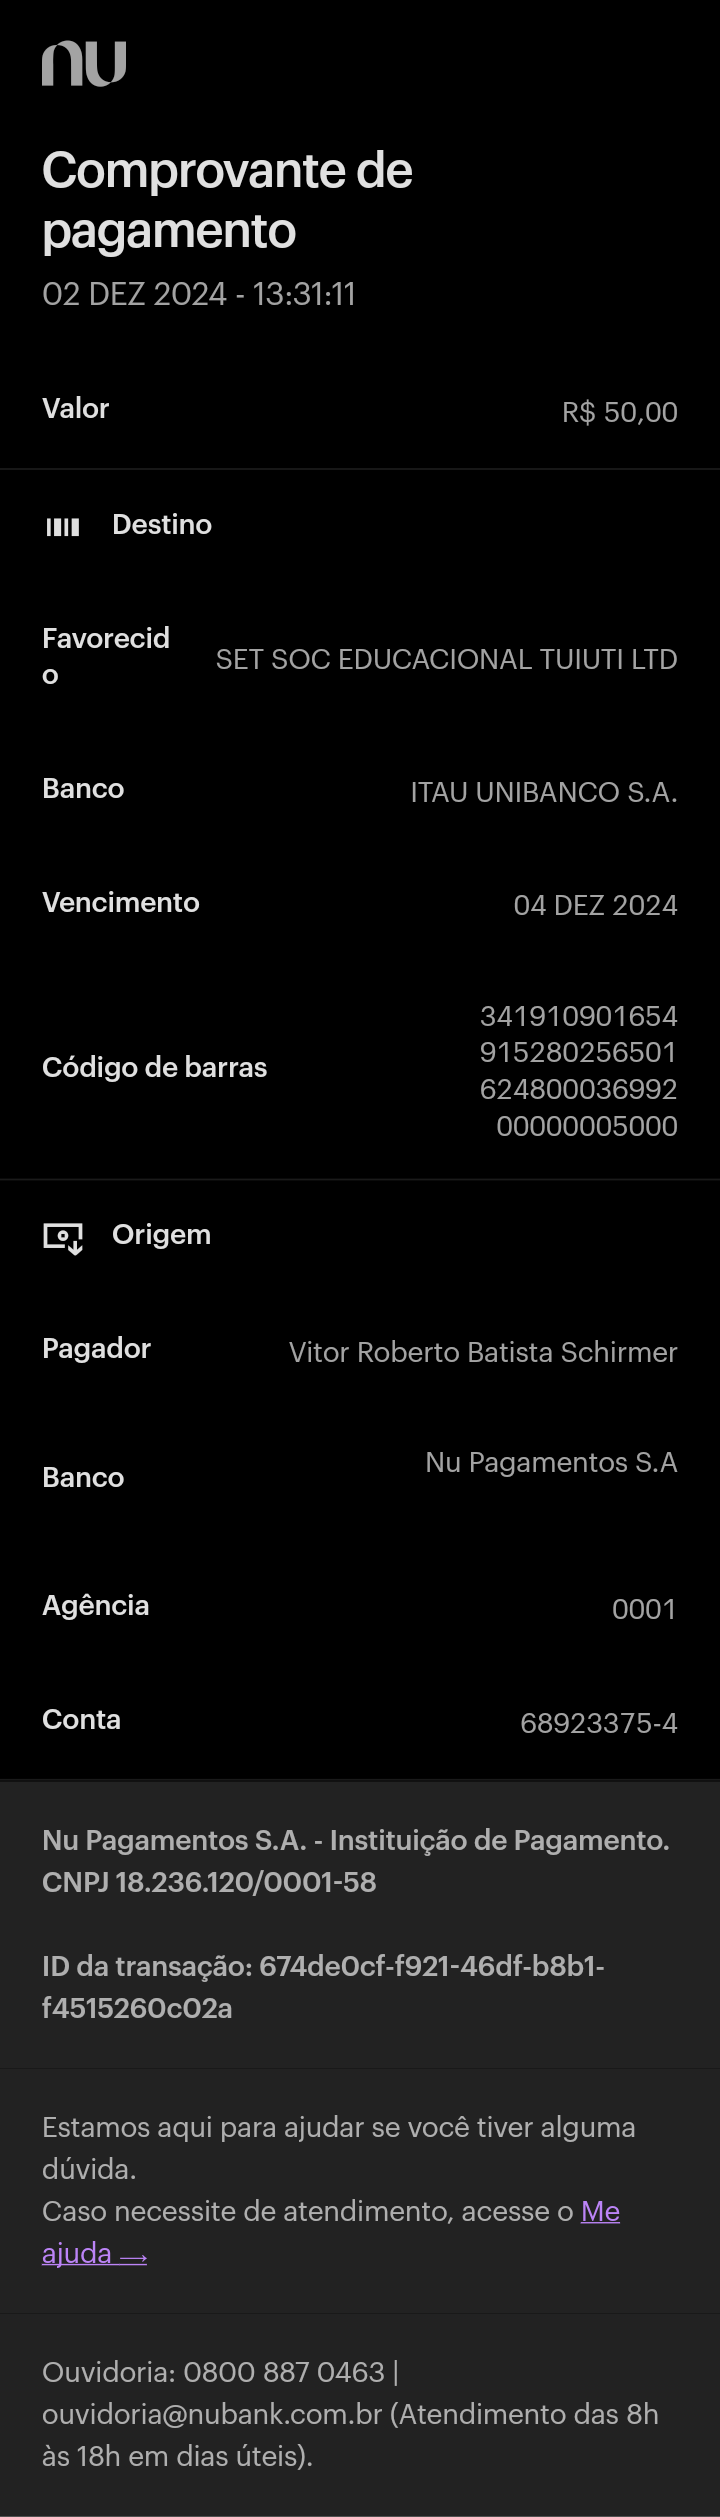 nu
Comprovante de
pagamento
02 DEZ 2024 - 13:31:11
Valor R$ 50,00
Destino
Favorecid
o
SET SOC EDUCACIONAL TUIUTI LTD
Banco ITAU UNIBANCO S.A.
Vencimento 04 DEZ 2024
Código de barras
341910901654
915280256501
624800036992
00000005000
Origem
Pagador Vitor Roberto Batista Schirmer
Banco Nu Pagamentos S.A
Agência 0001
Conta 68923375-4
Nu Pagamentos S.A. - Instituição de Pagamento.
CNPJ 18.236.120/0001-58
ID da transação: 674de0cf-f921-46df-b8b1-
f4515260c02a
Estamos aqui para ajudar se você tiver alguma
dúvida.
Caso necessite de atendimento, acesse o Me
ajuda →
Ouvidoria: 0800 887 0463 |
ouvidoria@nubank.com.br (Atendimento das 8h
às 18h em dias úteis).